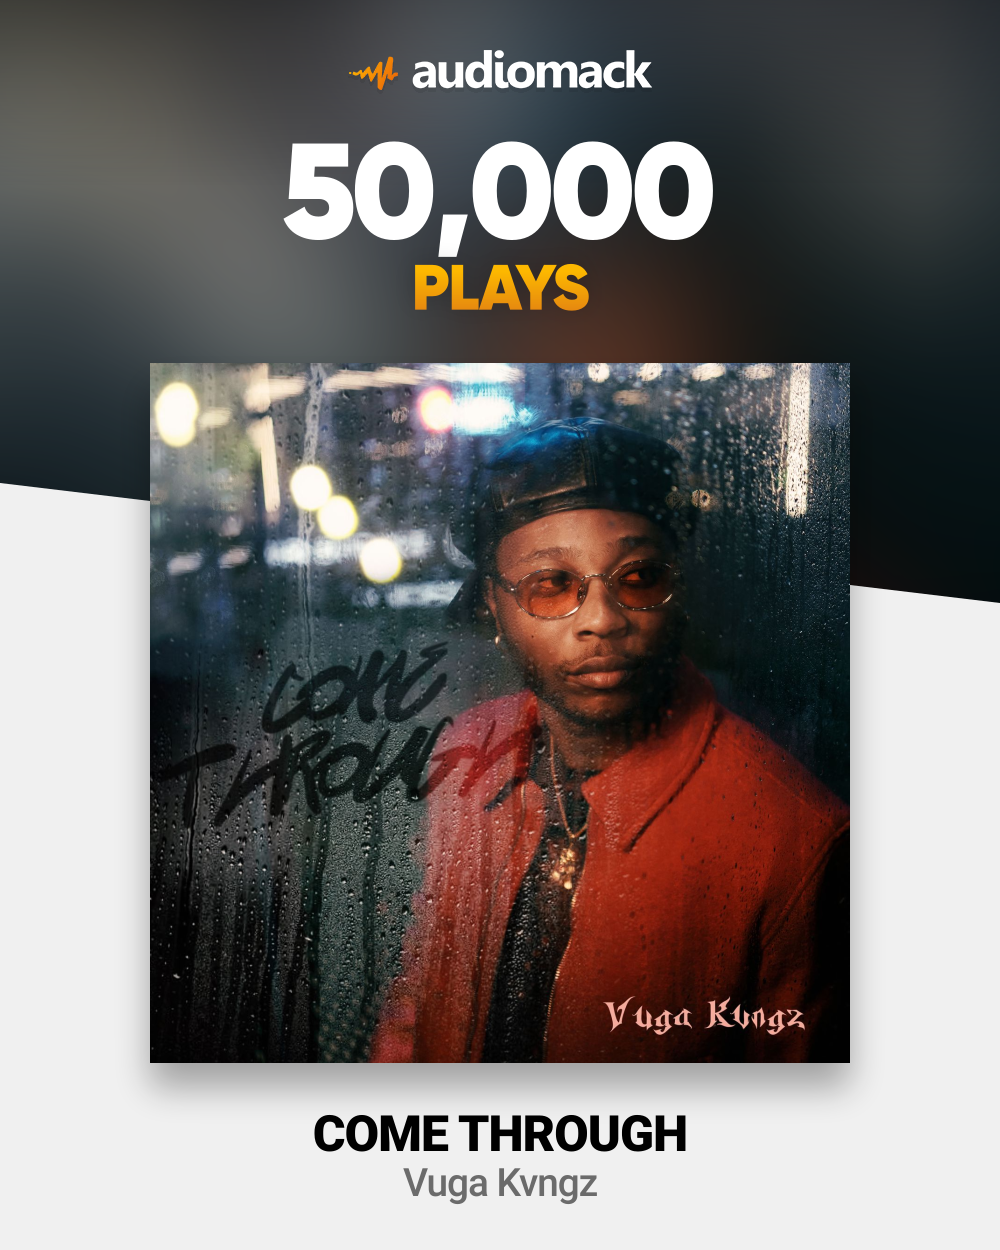 audiomack
50,000
PLAYS
COME
THROUGH
Vuga Kvngz
COME THROUGH
Vuga Kvngz